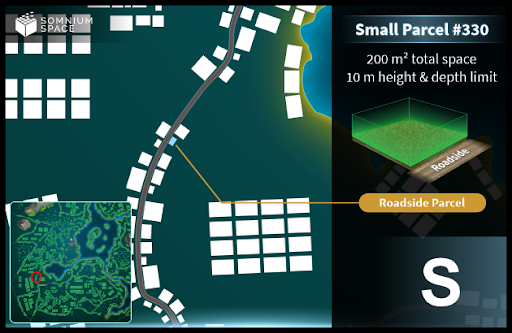 SOMNIUM
SPACE
Small Parcel #330
200 m² total space
10 m height & depth limit
Roadside
Roadside Parcel
S